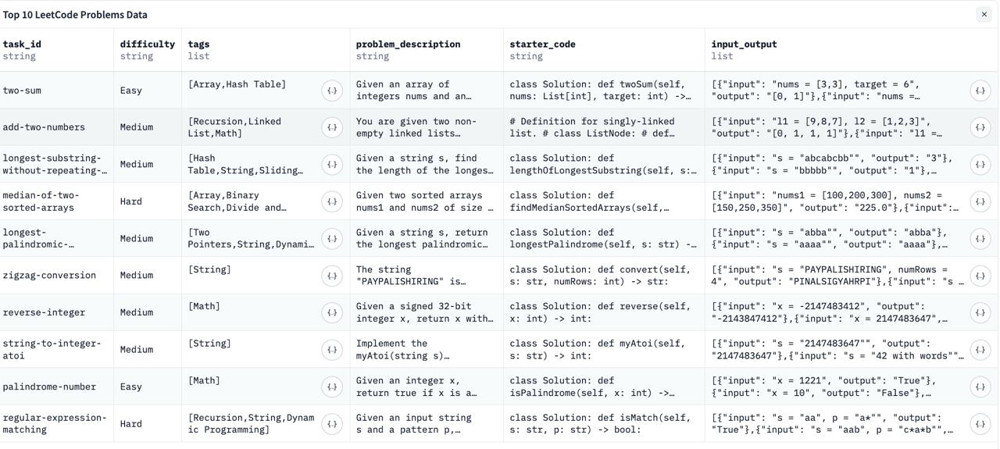 Top 10 LeetCode Problems Data
×
task_id difficulty tags problem_description starter_code input_output
string string list string string list
two-sum Easy [Array,Hash Table] {…} Given an array of class Solution: def twoSum(self, [{"input": "nums = [3,3], target = 6", {…}
integers nums and an… nums: List[int], target: int) ->… "output": "[0, 1]"},{"input": "nums =…
add-two-numbers Medium [Recursion,Linked {…} You are given two non- # Definition for singly-linked [{"input": "l1 = [9,8,7], l2 = [1,2,3]", {…}
List,Math] empty linked lists… list. # class ListNode: # def… "output": "[0, 1, 1, 1]"},{"input": "l1 =…
longest-substring- Medium [Hash {…} Given a string s, find class Solution: def [{"input": "s = "abcabcbb"", "output": "3"}, {…}
without-repeating-… Table,String,Sliding… the length of the longes… lengthOfLongestSubstring(self, s:… {"input": "s = "bbbbb"", "output": "1"},…
median-of-two- Hard [Array,Binary {…} Given two sorted arrays class Solution: def [{"input": "nums1 = [100,200,300], nums2 = {…}
sorted-arrays Search,Divide and… nums1 and nums2 of size … findMedianSortedArrays(self,… [150,250,350]", "output": "225.0"},{"input":…
longest- Medium [Two {…} Given a string s, return class Solution: def [{"input": "s = "abba"", "output": "abba"}, {…}
palindromic-… Pointers,String,Dynami… the longest palindromic… longestPalindrome(self, s: str) -… {"input": "s = "aaaa"", "output": "aaaa"},…
zigzag-conversion Medium [String] {…} The string class Solution: def convert(self, [{"input": "s = "PAYPALISHIRING", numRows = {…}
"PAYPALISHIRING" is… s: str, numRows: int) -> str: 4", "output": "PINALSIGYAHRPI"},{"input": "s …
reverse-integer Medium [Math] {…} Given a signed 32-bit class Solution: def reverse(self, [{"input": "x = -2147483412", "output": {…}
integer x, return x with… x: int) -> int: "-2143847412"},{"input": "x = 2147483647",…
string-to-integer- Medium [String] {…} Implement the class Solution: def myAtoi(self, [{"input": "s = "2147483647"", "output": {…}
atoi myAtoi(string s)… s: str) -> int: "2147483647"},{"input": "s = "42 with words""…
palindrome-number Easy [Math] {…} Given an integer x, class Solution: def [{"input": "x = 1221", "output": "True"}, {…}
return true if x is a… isPalindrome(self, x: int) ->… {"input": "x = 10", "output": "False"},…
regular-expression- Hard [Recursion,String,Dynam {…} Given an input string class Solution: def isMatch(self, [{"input": "s = "aa", p = "a*"", "output": {…}
matching ic Programming] s and a pattern p,… s: str, p: str) -> bool: "True"},{"input": "s = "aab", p = "c*a*b"",…